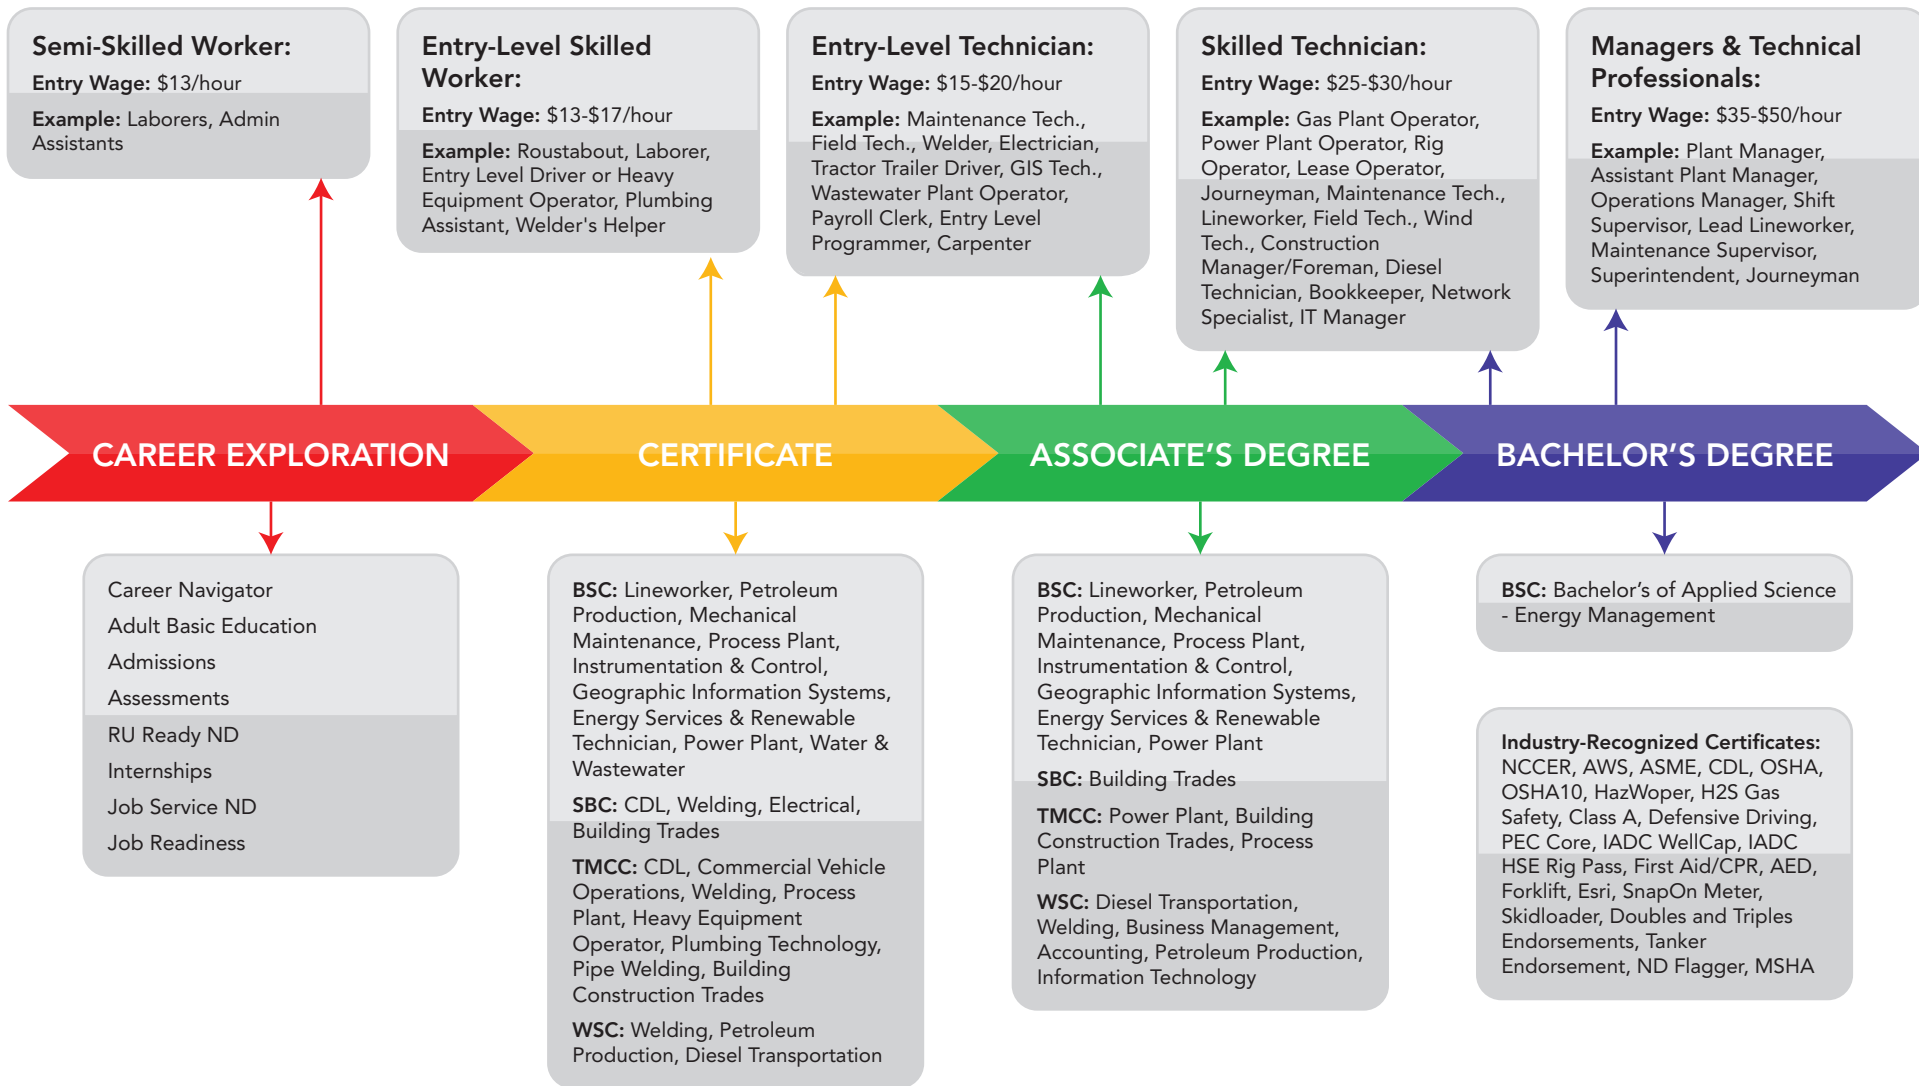 Semi-Skilled Worker:
Entry Wage: $13/hour
Example: Laborers, Admin
Assistants
Entry-Level Skilled
Worker:
Entry Wage: $13-$17/hour
Example: Roustabout, Laborer,
Entry Level Driver or Heavy
Equipment Operator, Plumbing
Assistant, Welder's Helper
Entry-Level Technician:
Entry Wage: $15-$20/hour
Example: Maintenance Tech.,
Field Tech., Welder, Electrician,
Tractor Trailer Driver, GIS Tech.,
Wastewater Plant Operator,
Payroll Clerk, Entry Level
Programmer, Carpenter
Skilled Technician:
Entry Wage: $25-$30/hour
Example: Gas Plant Operator,
Power Plant Operator, Rig
Operator, Lease Operator,
Journeyman, Maintenance Tech.,
Lineworker, Field Tech., Wind
Tech., Construction
Manager/Foreman, Diesel
Technician, Bookkeeper, Network
Specialist, IT Manager
Managers & Technical
Professionals:
Entry Wage: $35-$50/hour
Example: Plant Manager,
Assistant Plant Manager,
Operations Manager, Shift
Supervisor, Lead Lineworker,
Maintenance Supervisor,
Superintendent, Journeyman
CAREER EXPLORATION
CERTIFICATE
ASSOCIATE’S DEGREE
BACHELOR’S DEGREE
Career Navigator
Adult Basic Education
Admissions
Assessments
RU Ready ND
Internships
Job Service ND
Job Readiness
BSC: Lineworker, Petroleum
Production, Mechanical
Maintenance, Process Plant,
Instrumentation & Control,
Geographic Information Systems,
Energy Services & Renewable
Technician, Power Plant, Water &
Wastewater
SBC: CDL, Welding, Electrical,
Building Trades
TMCC: CDL, Commercial Vehicle
Operations, Welding, Process
Plant, Heavy Equipment
Operator, Plumbing Technology,
Pipe Welding, Building
Construction Trades
WSC: Welding, Petroleum
Production, Diesel Transportation
BSC: Lineworker, Petroleum
Production, Mechanical
Maintenance, Process Plant,
Instrumentation & Control,
Geographic Information Systems,
Energy Services & Renewable
Technician, Power Plant
SBC: Building Trades
TMCC: Power Plant, Building
Construction Trades, Process
Plant
WSC: Diesel Transportation,
Welding, Business Management,
Accounting, Petroleum Production,
Information Technology
BSC: Bachelor’s of Applied Science
- Energy Management
Industry-Recognized Certificates:
NCCER, AWS, ASME, CDL, OSHA,
OSHA10, HazWoper, H2S Gas
Safety, Class A, Defensive Driving,
PEC Core, IADC WellCap, IADC
HSE Rig Pass, First Aid/CPR, AED,
Forklift, Esri, SnapOn Meter,
Skidloader, Doubles and Triples
Endorsements, Tanker
Endorsement, ND Flagger, MSHA